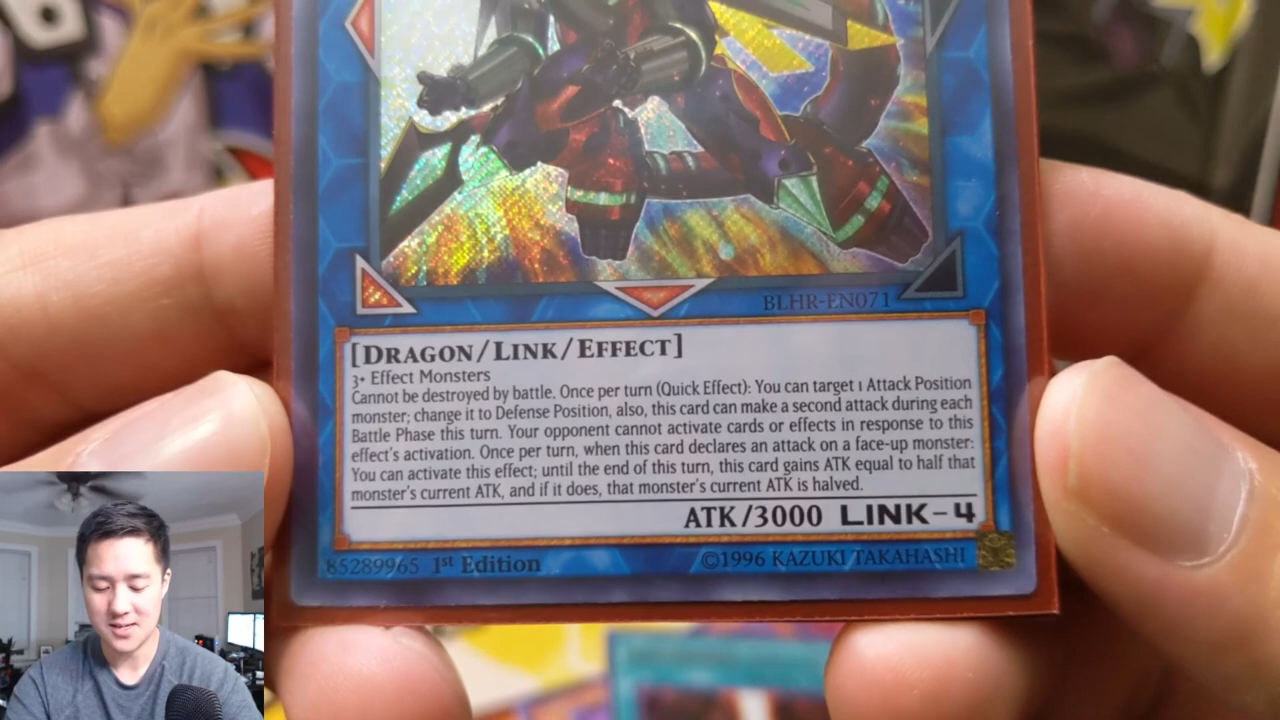 BLHR-EN071
[DRAGON/LINK/EFFECT]
3+ Effect Monsters
Cannot be destroyed by battle. Once per turn (Quick Effect): You can target 1 Attack Position
monster; change it to Defense Position, also, this card can make a second attack during each
Battle Phase this turn. Your opponent cannot activate cards or effects in response to this
effect's activation. Once per turn, when this card declares an attack on a face-up monster:
You can activate this effect; until the end of this turn, this card gains ATK equal to half that
monster's current ATK, and if it does, that monster's current ATK is halved.
ATK/3000 LINK-4
85289965 1st Edition ©1996 KAZUKI TAKAHASHI